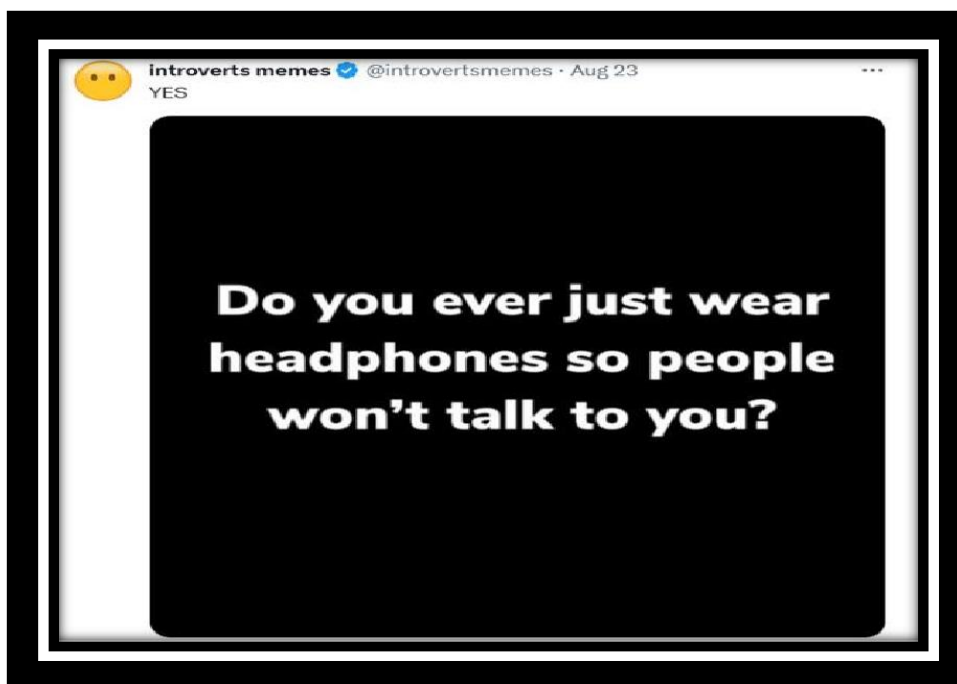 introverts memes @introvertsmemes · Aug 23
YES
Do you ever just wear
headphones so people
won’t talk to you?